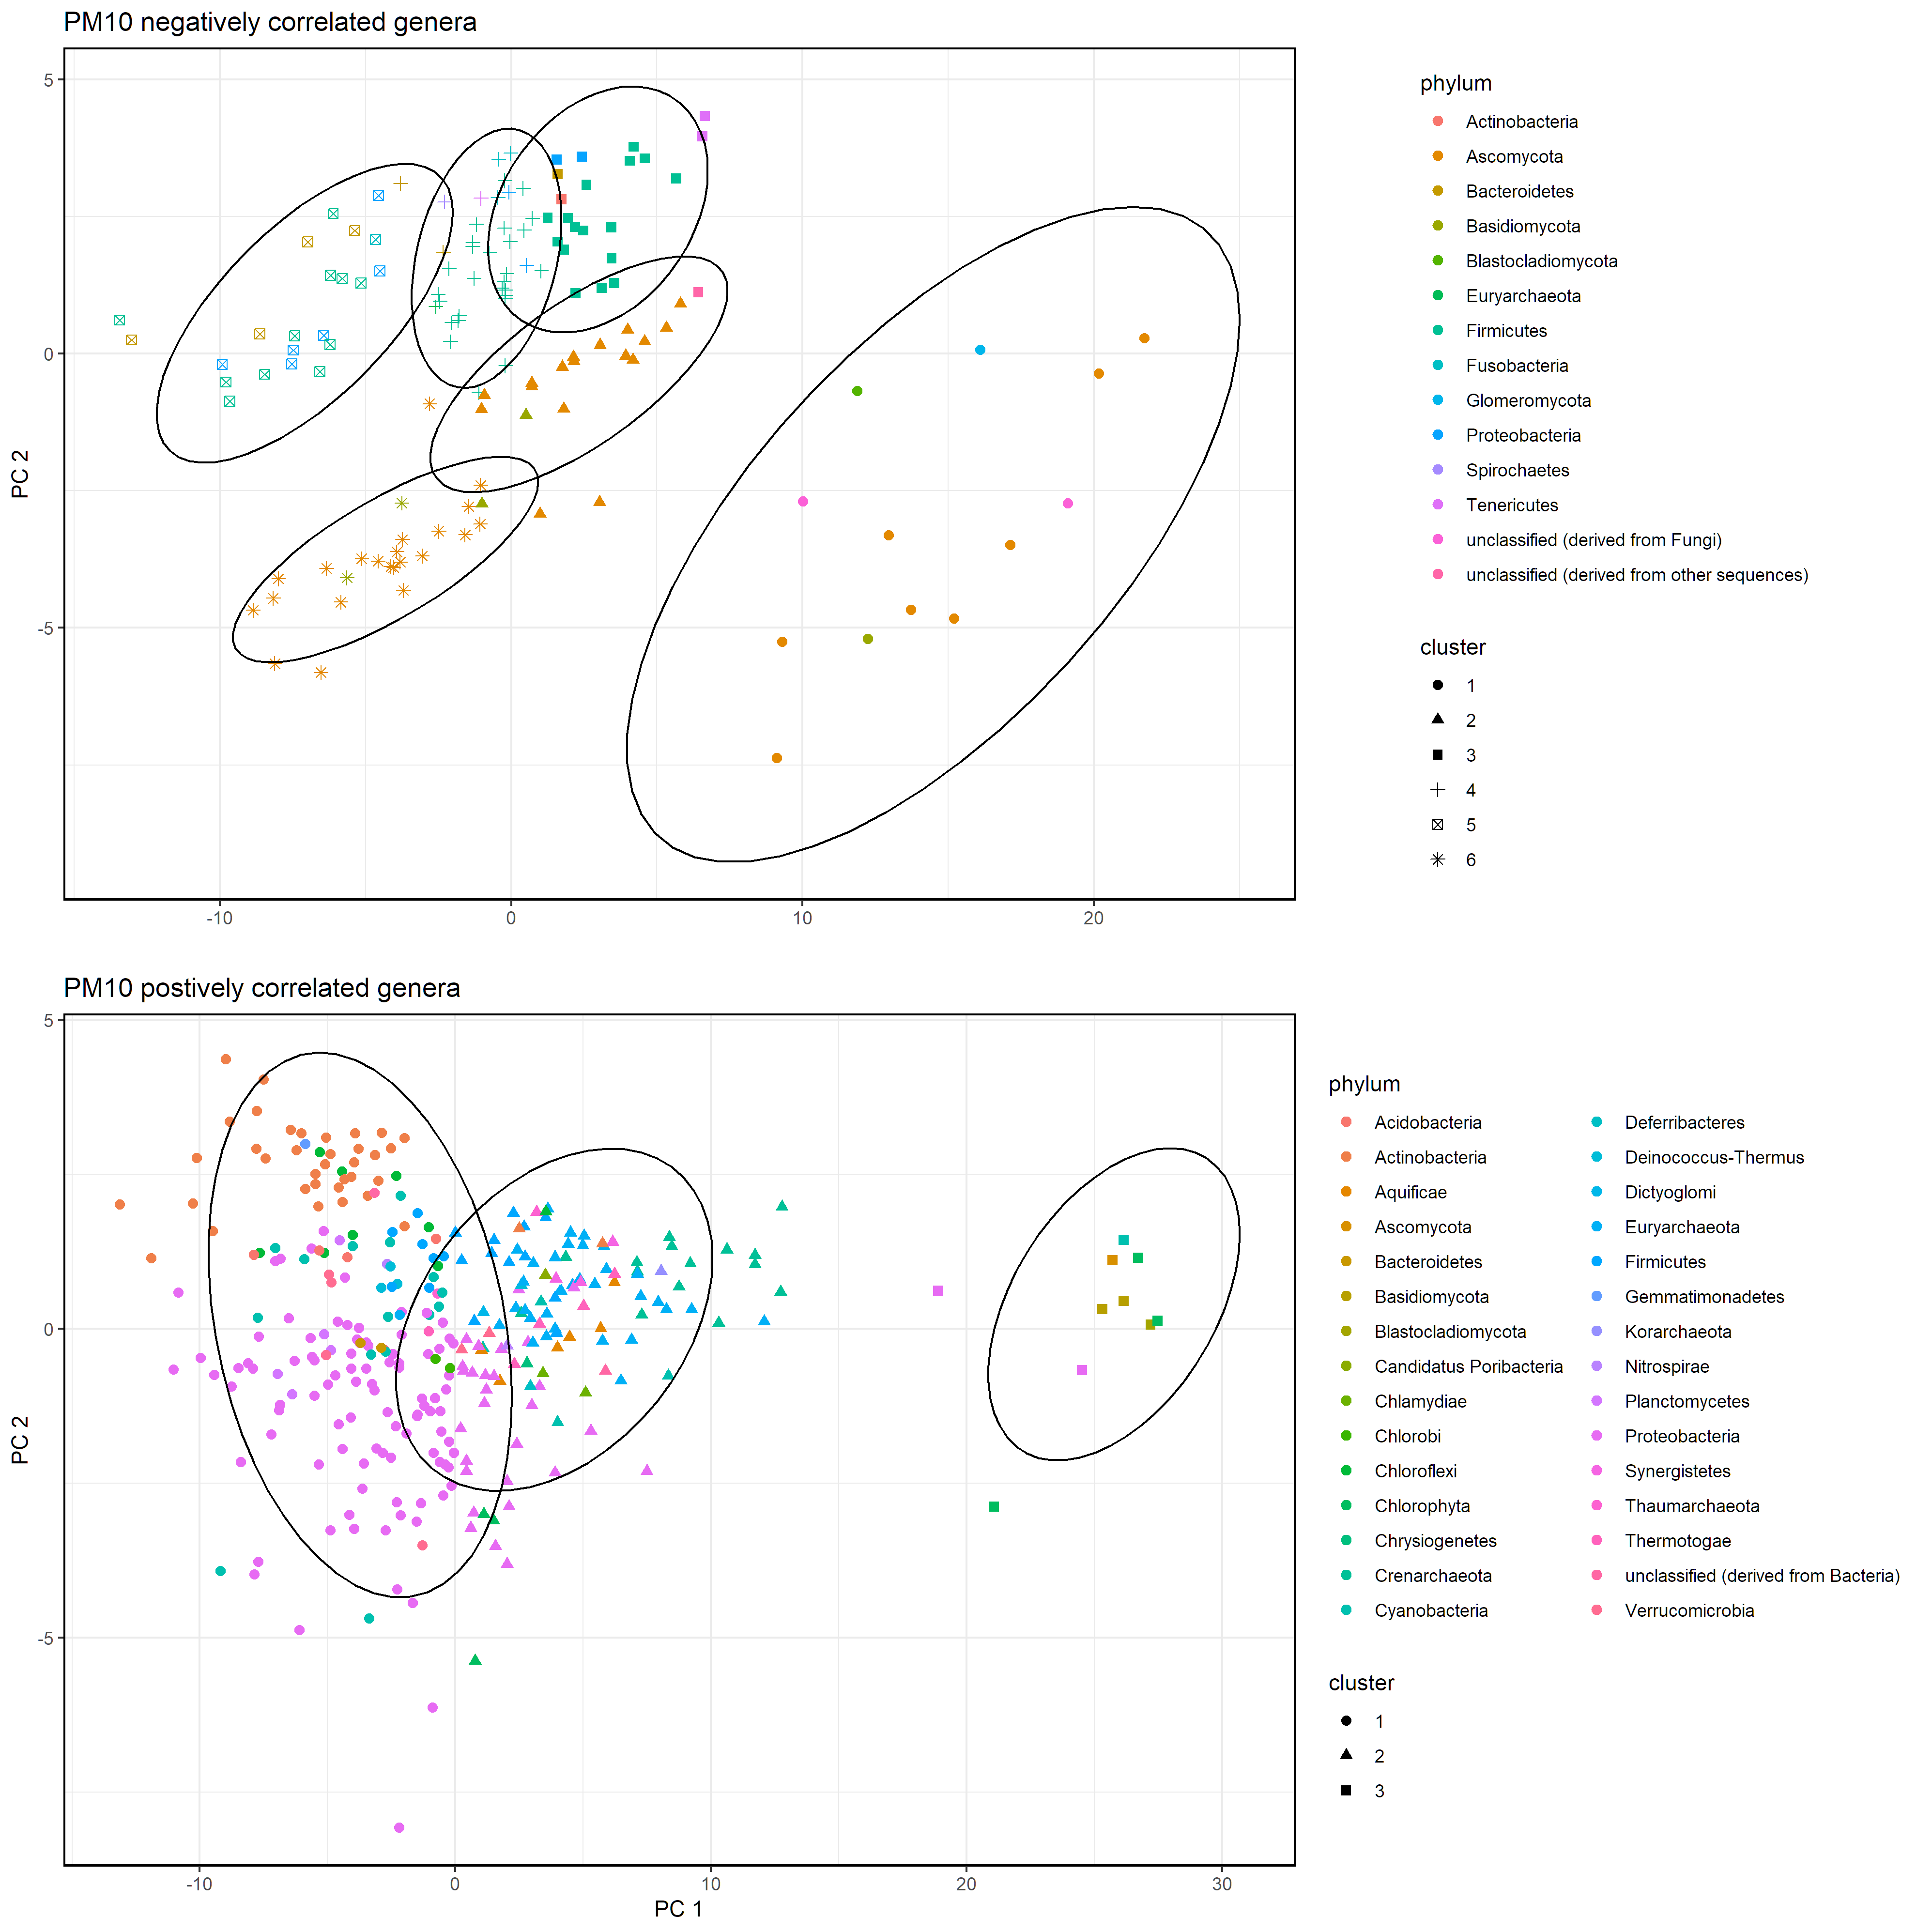 PM10 negatively correlated genera
5
0
-5
PC 2
-10
0
10
20
phylum
Actinobacteria
Ascomycota
Bacteroidetes
Basidiomycota
Blastocladiomycota
Euryarchaeota
Firmicutes
Fusobacteria
Glomeromycota
Proteobacteria
Spirochaetes
Tenericutes
unclassified (derived from Fungi)
unclassified (derived from other sequences)
cluster
1
2
3
4
5
6
PM10 postively correlated genera
5
0
-5
PC 2
-10
0
10
20
30
PC 1
phylum
Acidobacteria
Actinobacteria
Aquificae
Ascomycota
Bacteroidetes
Basidiomycota
Blastocladiomycota
Candidatus Poribacteria
Chlamydiae
Chlorobi
Chloroflexi
Chlorophyta
Chrysiogenetes
Crenarchaeota
Cyanobacteria
Deferribacteres
Deinococcus-Thermus
Dictyoglomi
Euryarchaeota
Firmicutes
Gemmatimonadetes
Korarchaeota
Nitrospirae
Planctomycetes
Proteobacteria
Synergistetes
Thaumarchaeota
Thermotogae
unclassified (derived from Bacteria)
Verrucomicrobia
cluster
1
2
3